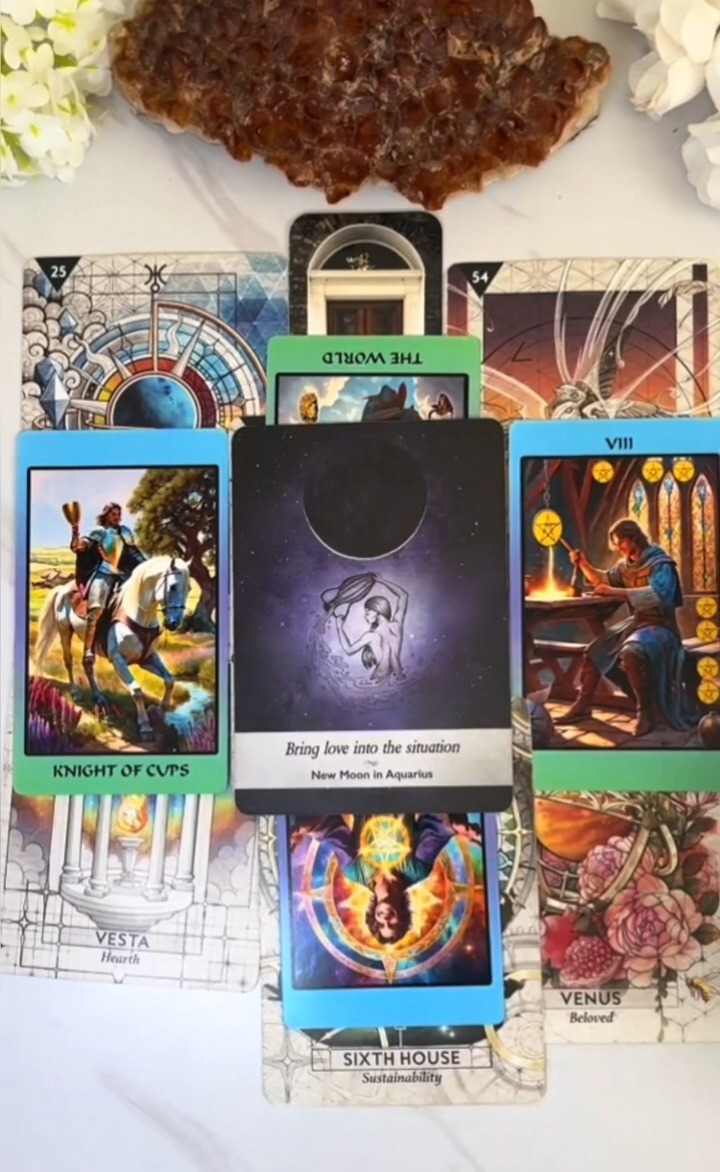 25
54
THE WORLD
VIII
KNIGHT OF CUPS
Bring love into the situation
New Moon in Aquarius
VESTA
Hearth
VENUS
Beloved
SIXTH HOUSE
Sustainability